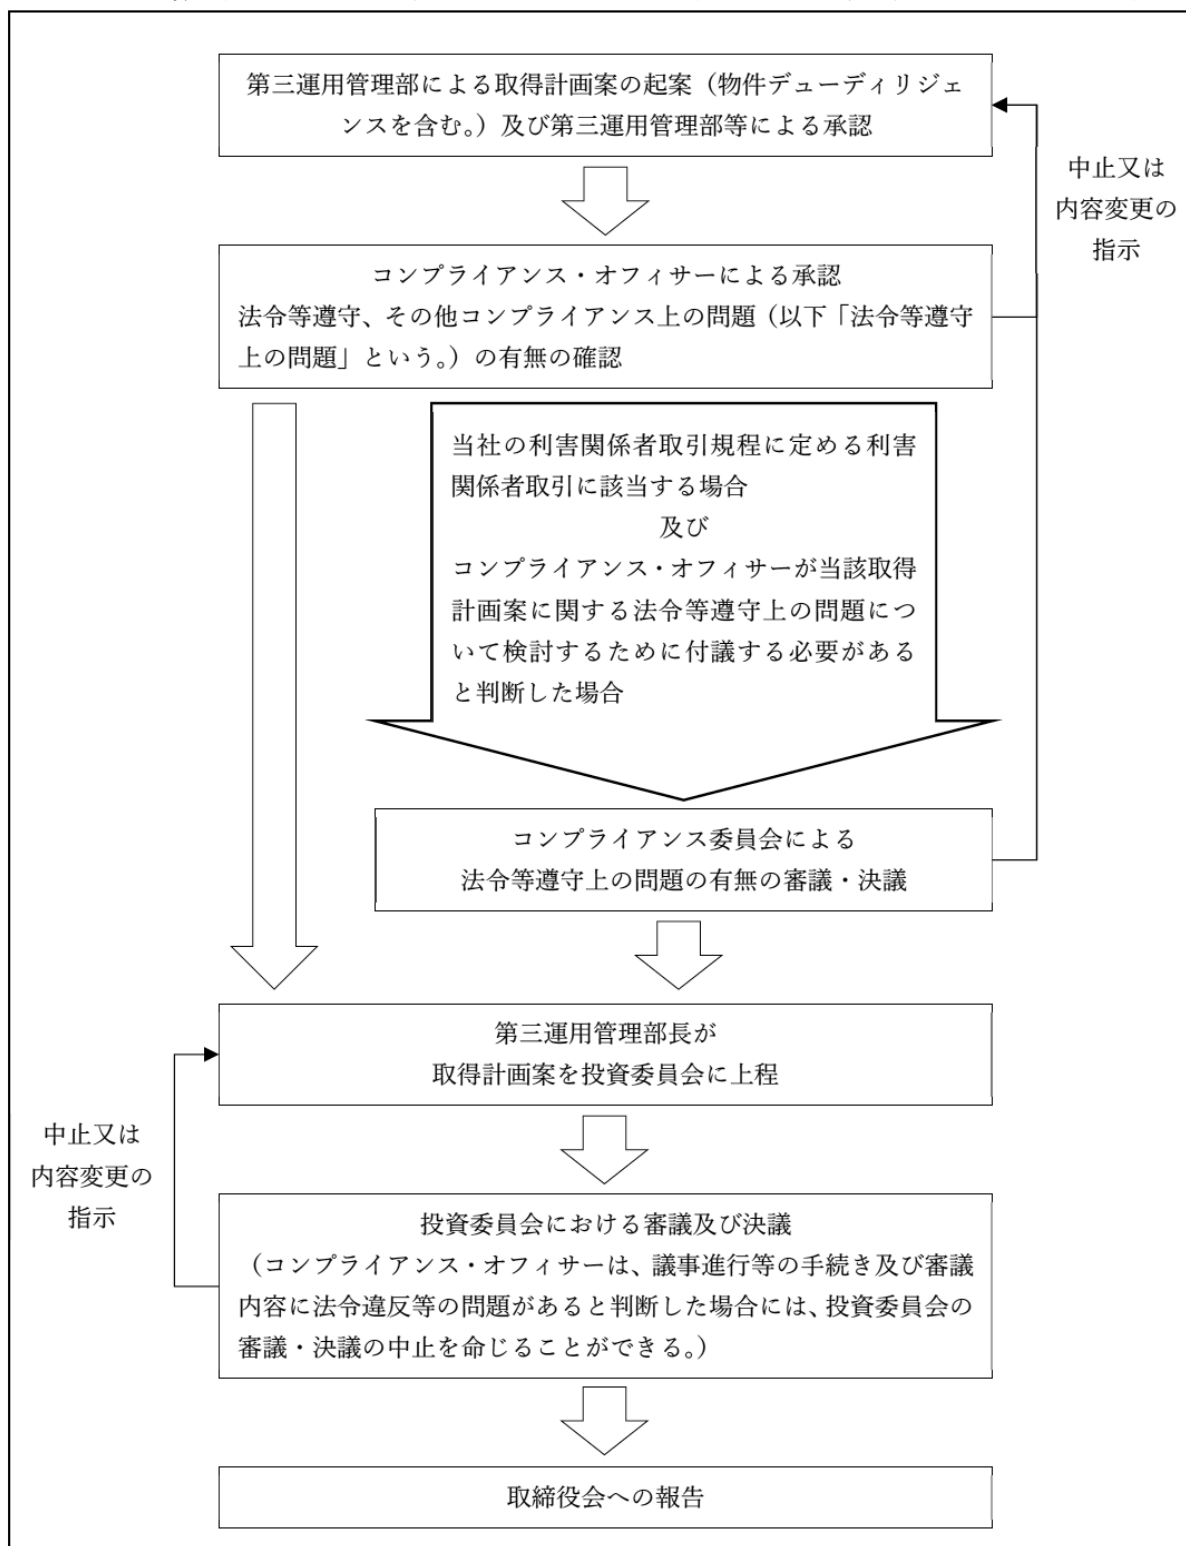 第三運用管理部による取得計画案の起案（物件デューディリジェ
ンスを含む。）及び第三運用管理部等による承認
中止又は
内容変更の
指示
コンプライアンス・オフィサーによる承認
法令等遵守、その他コンプライアンス上の問題（以下「法令等遵守
上の問題」という。）の有無の確認
当社の利害関係者取引規程に定める利害
関係者取引に該当する場合
及び
コンプライアンス・オフィサーが当該取得
計画案に関する法令等遵守上の問題につ
いて検討するために付議する必要がある
と判断した場合
コンプライアンス委員会による
法令等遵守上の問題の有無の審議・決議
第三運用管理部長が
取得計画案を投資委員会に上程
中止又は
内容変更の
指示
投資委員会における審議及び決議
（コンプライアンス・オフィサーは、議事進行等の手続き及び審議
内容に法令違反等の問題があると判断した場合には、投資委員会の
審議・決議の中止を命じることができる。）
取締役会への報告